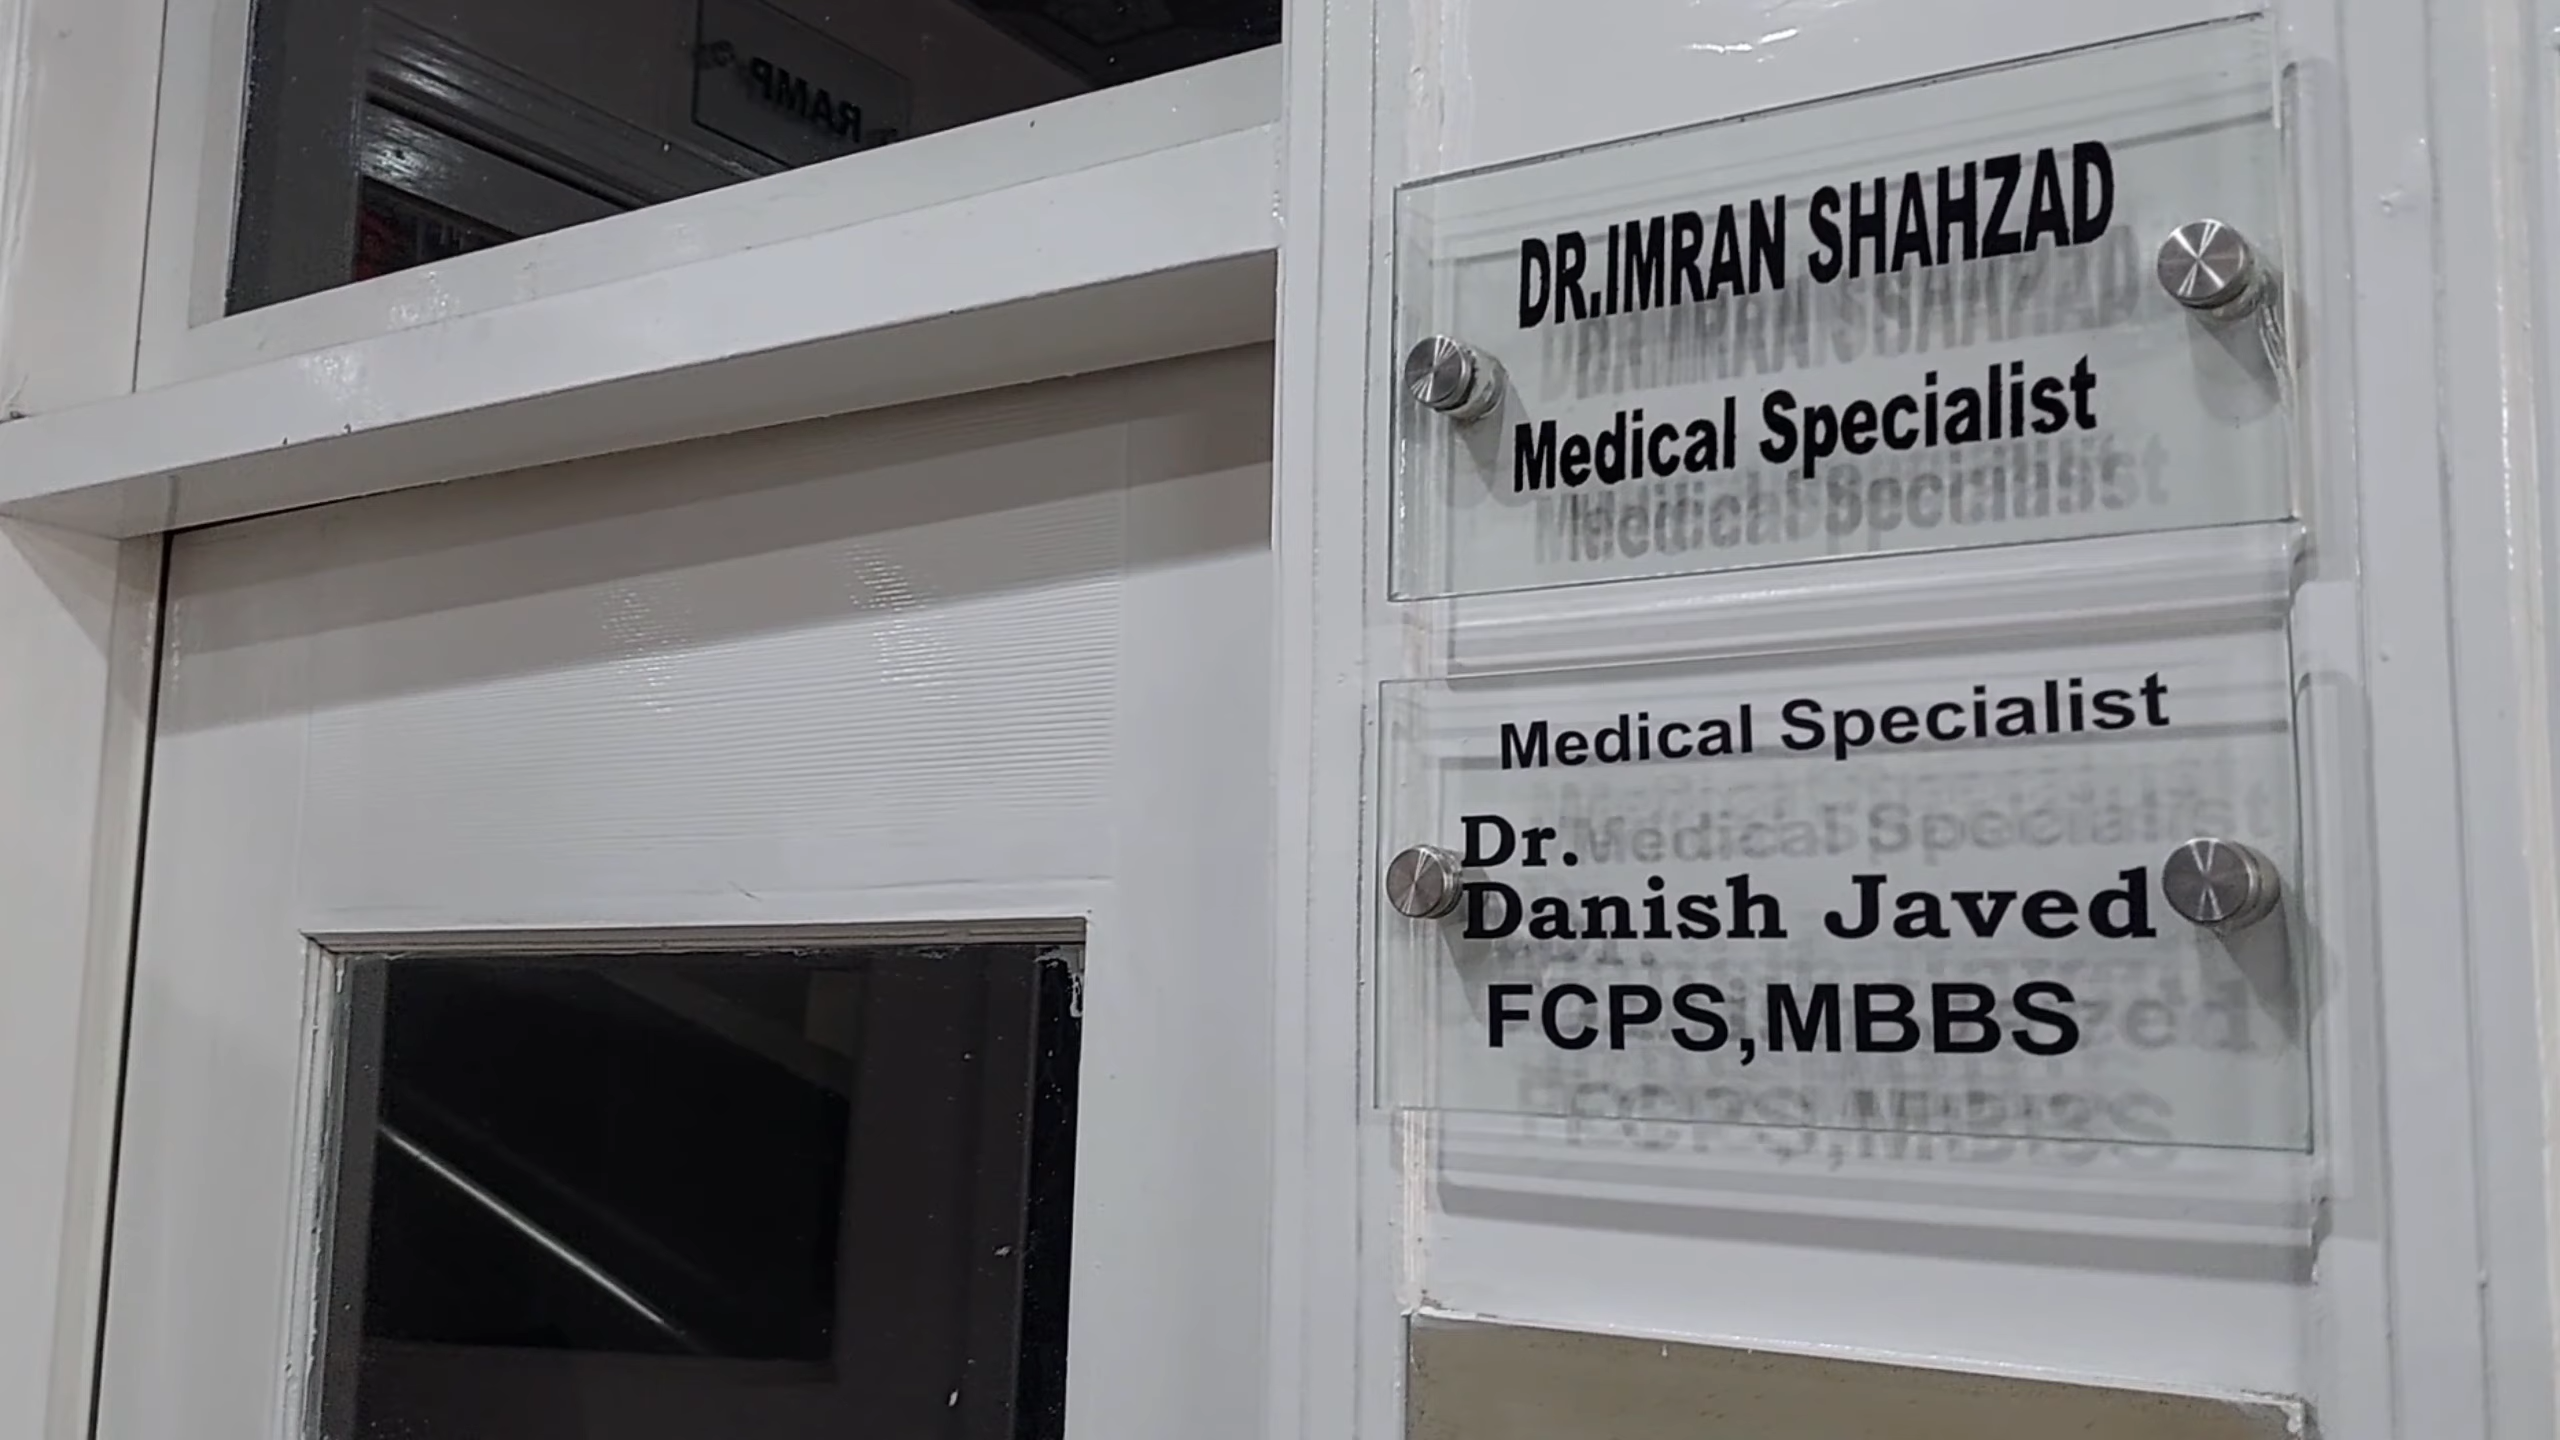 RAMP
DR.IMRAN SHAHZAD
Medical Specialist
Medical Specialist
Dr.
Danish Javed
FCPS,MBBS